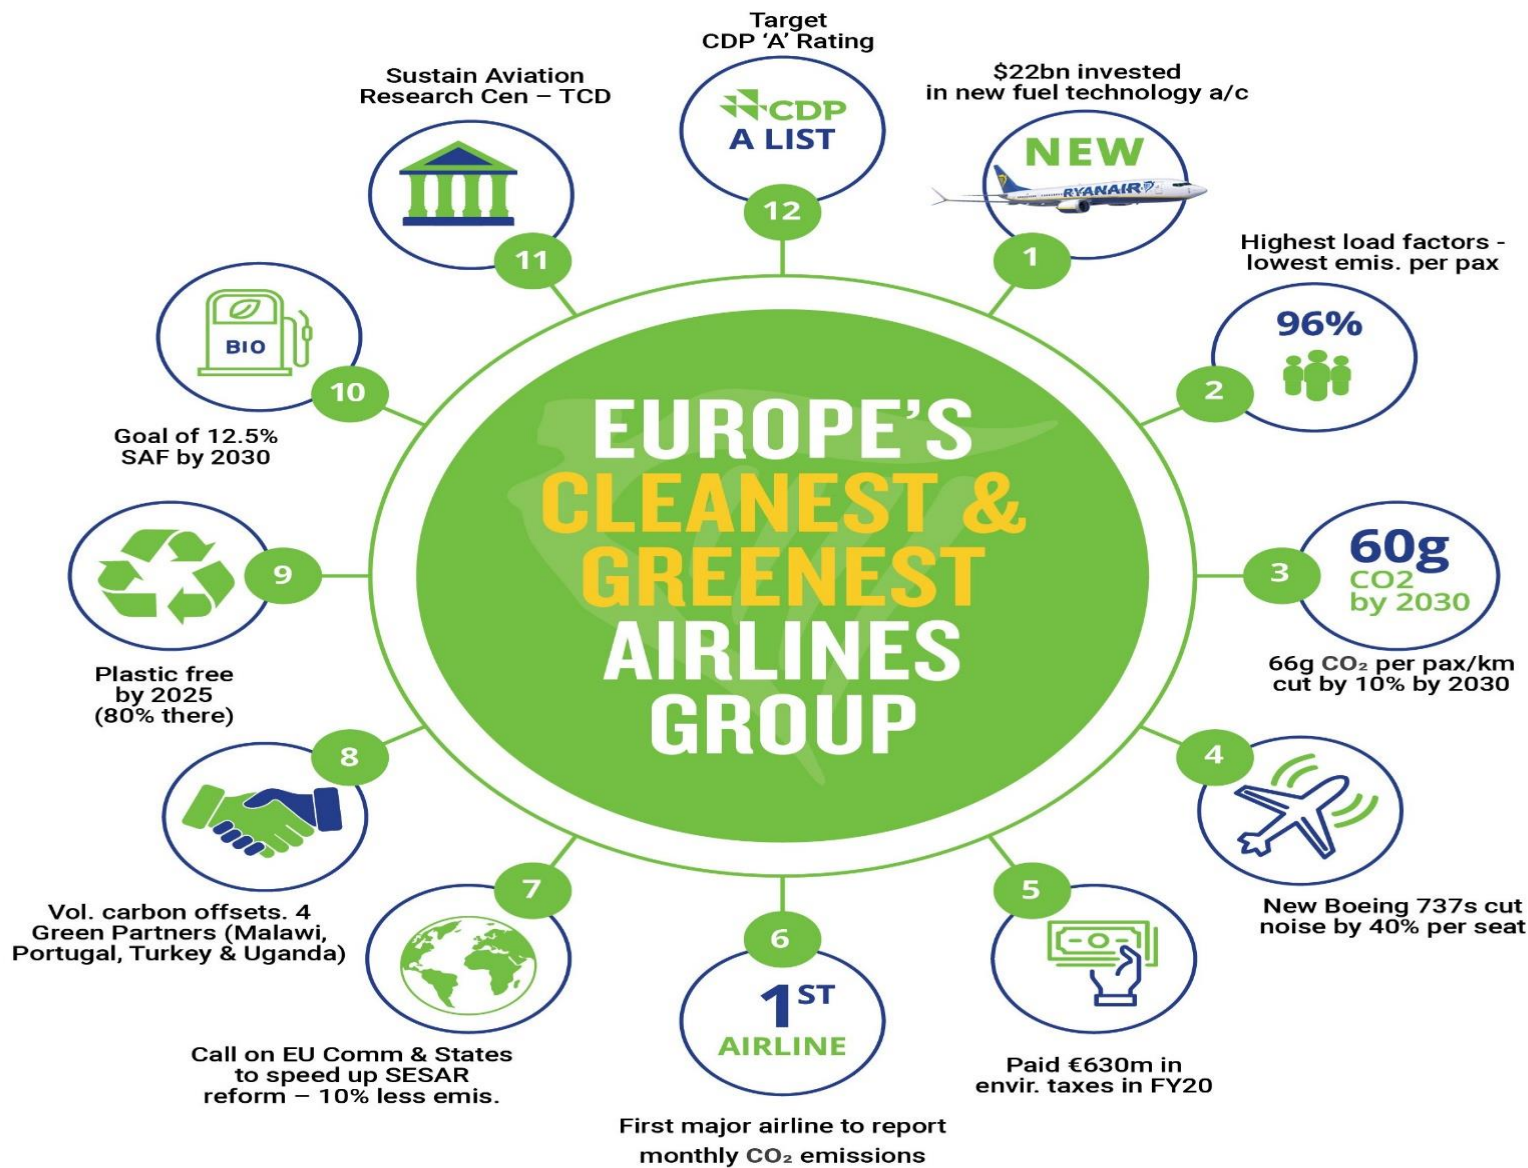 EUROPE'S
CLEANEST &
GREENEST
AIRLINES
GROUP
$22bn invested
in new fuel technology a/c
NEW
RYANAIR
1
Highest load factors -
lowest emis. per pax
96%
2
3
60g
CO2
by 2030
66g CO₂ per pax/km
cut by 10% by 2030
4
New Boeing 737s cut
noise by 40% per seat
5
Paid €630m in
envir. taxes in FY20
6
1ST
AIRLINE
First major airline to report
monthly CO₂ emissions
7
Call on EU Comm & States
to speed up SESAR
reform – 10% less emis.
8
Vol. carbon offsets. 4
Green Partners (Malawi,
Portugal, Turkey & Uganda)
9
Plastic free
by 2025
(80% there)
BIO
10
Goal of 12.5%
SAF by 2030
Sustain Aviation
Research Cen – TCD
11
Target
CDP ‘A’ Rating
CDP
A LIST
12